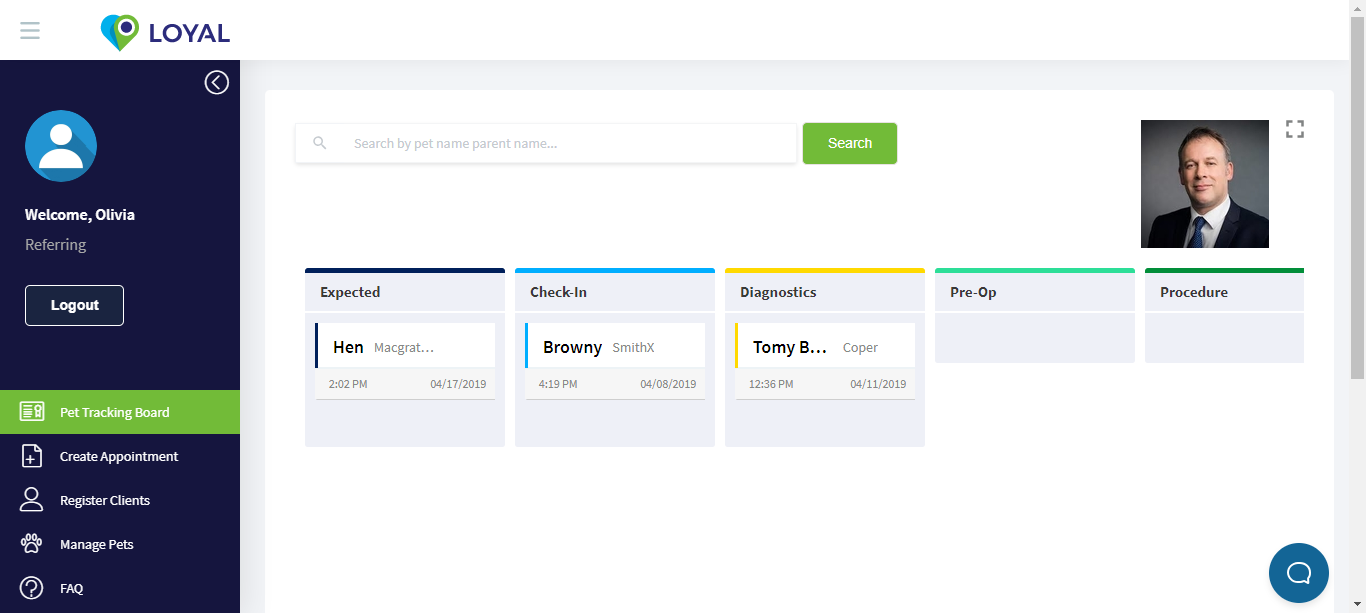 LOYAL
Welcome, Olivia
Referring
Logout
Pet Tracking Board
Create Appointment
Register Clients
Manage Pets
FAQ
Search by pet name parent name...
Search
Expected
Check-In
Diagnostics
Pre-Op
Procedure
Hen Macgrat...
2:02 PM 04/17/2019
Browny SmithX
4:19 PM 04/08/2019
Tomy B... Coper
12:36 PM 04/11/2019